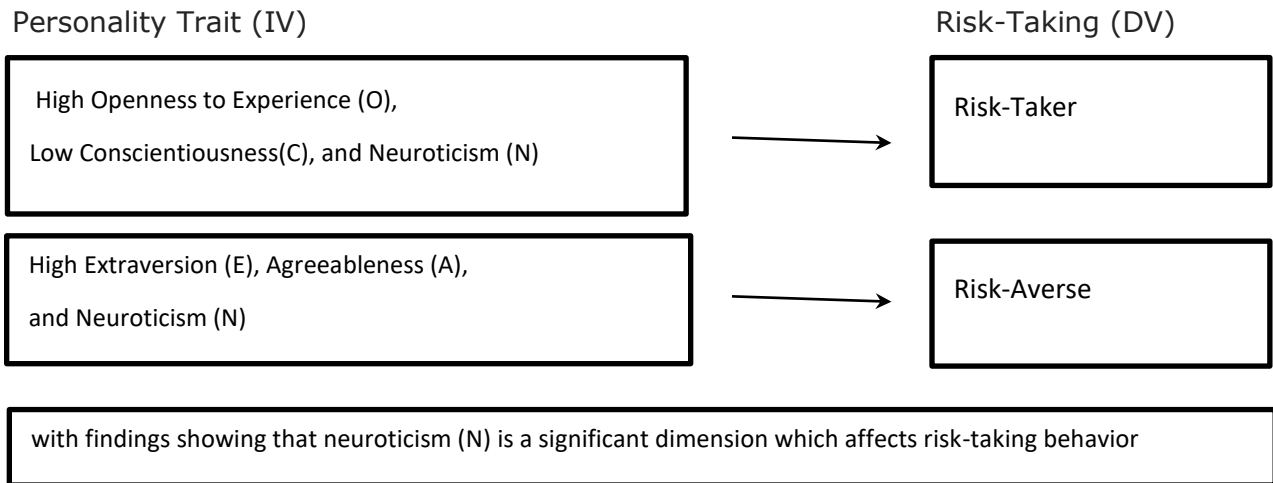 Personality Trait (IV)
Risk-Taking (DV)
High Openness to Experience (O),
Low Conscientiousness(C), and Neuroticism (N)
Risk-Taker
High Extraversion (E), Agreeableness (A),
and Neuroticism (N)
Risk-Averse
with findings showing that neuroticism (N) is a significant dimension which affects risk-taking behavior